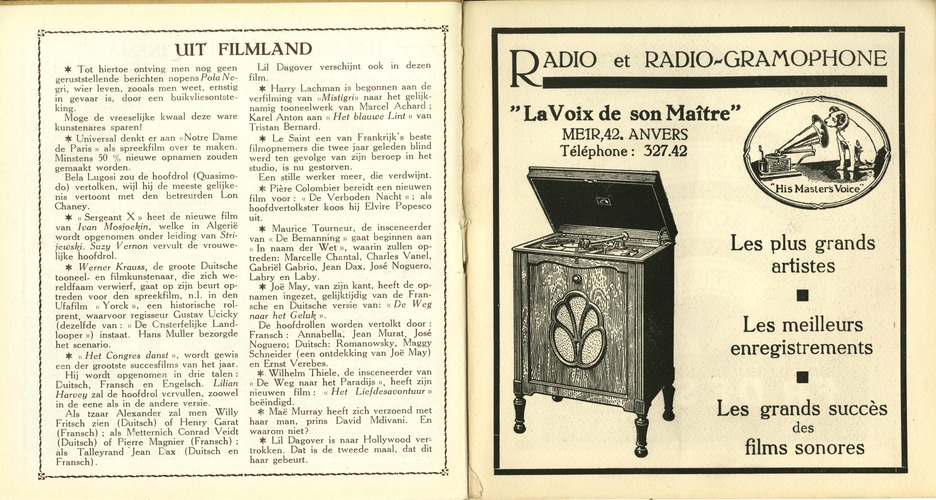 UIT FILMLAND
✶ Tot hiertoe ontving men nog geen
geruststellende berichten nopens Pola Ne-
gri, wier leven, zooals men weet, ernstig
in gevaar is, door een buikvliesontste-
king.
Moge de vreeselijke kwaal deze ware
kunstenares sparen!
✶ Universal denkt er aan «Notre Dame
de Paris» als spreekfilm over te maken.
Minstens 50 % nieuwe opnamen zouden
gemaakt worden.
Bela Lugosi zou de hoofdrol (Quasimo-
do) vertolken, wijl hij de meeste gelijke-
nis vertoont met den betreurden Lon
Chaney.
✶ « Sergeant X » heet de nieuwe film
van Ivan Mosjoekin, welke in Algerië
wordt opgenomen onder leiding van Stri-
jewski. Suzy Vernon vervult de vrouwe-
lijke hoofdrol.
✶ Werner Krauss, de groote Duitsche
tooneel- en filmkunstenaar, die zich we-
reldfaam verwierf, gaat op zijn beurt op-
treden voor den spreekfilm, n.l. in den
Ufafilm « Yorck », een historische rol-
prent, waarvoor regisseur Gustav Ucicky
(dezelfde van : « De Onsterfelijke Land-
looper ») instaat. Hans Muller bezorgde
het scenario.
✶ « Het Congres danst », wordt gewis
een der grootste succesfilms van het jaar.
Hij wordt opgenomen in drie talen :
Duitsch, Fransch en Engelsch. Lilian
Harvey zal de hoofdrol vervullen, zoowel
in de eene als in de andere versie.
Als tzaar Alexander zal men Willy
Fritsch zien (Duitsch) of Henry Garat
(Fransch) ; als Metternich Conrad Veidt
(Duitsch) of Pierre Magnier (Fransch) ;
als Talleyrand Jean Dax (Duitsch en
Fransch).
Lil Dagover verschijnt ook in dezen
film.
✶ Harry Lachman is begonnen aan de
verfilming van «Mistigri» naar het gelijk-
namig tooneelwerk van Marcel Achard ;
Karel Anton aan « Het blauwe Lint » van
Tristan Bernard.
✶ Le Saint een van Frankrijk's beste
filmopnemers die twee jaar geleden blind
werd ten gevolge van zijn beroep in het
studio, is nu gestorven.
Een stille werker meer, die verdwijnt.
✶ Pière Colombier bereidt een nieuwen
film voor : « De Verboden Nacht » ; als
hoofdvertolkster koos hij Elvire Popesco
uit.
✶ Maurice Tourneur, de insceneerder
van « De Bemanning » gaat beginnen aan
« In naam der Wet », waarin zullen op-
treden: Marcelle Chantal, Charles Vanel,
Gabriël Gabrio, Jean Dax, José Noguero,
Labry en Laby.
✶ Joë May, van zijn kant, heeft de op-
namen ingezet, gelijktijdig van de Fran-
sche en Duitsche versie van: «De Weg
naar het Geluk ».
De hoofdrollen worden vertolkt door :
Fransch : Annabella, Jean Murat, José
Noguero; Duitsch: Romanowsky, Maggy
Schneider (een ontdekking van Joë May)
en Ernst Verebes.
✶ Wilhelm Thiele, de insceneerder van
« De Weg naar het Paradijs », heeft zijn
nieuwen film : « Het Liefdesavontuur »
beëindigd.
✶ Maë Murray heeft zich verzoend met
haar man, prins David Mdivani. En
waarom niet?
✶ Lil Dagover is naar Hollywood ver-
trokken. Dat is de tweede maal, dat dit
haar gebeurt.
RADIO et RADIO-GRAMOPHONE
"La Voix de son Maître"
MEIR, 42. ANVERS
Téléphone : 327.42
"His Masters Voice"
Les plus grands
artistes
Les meilleurs
enregistrements
Les grands succès
des
films sonores